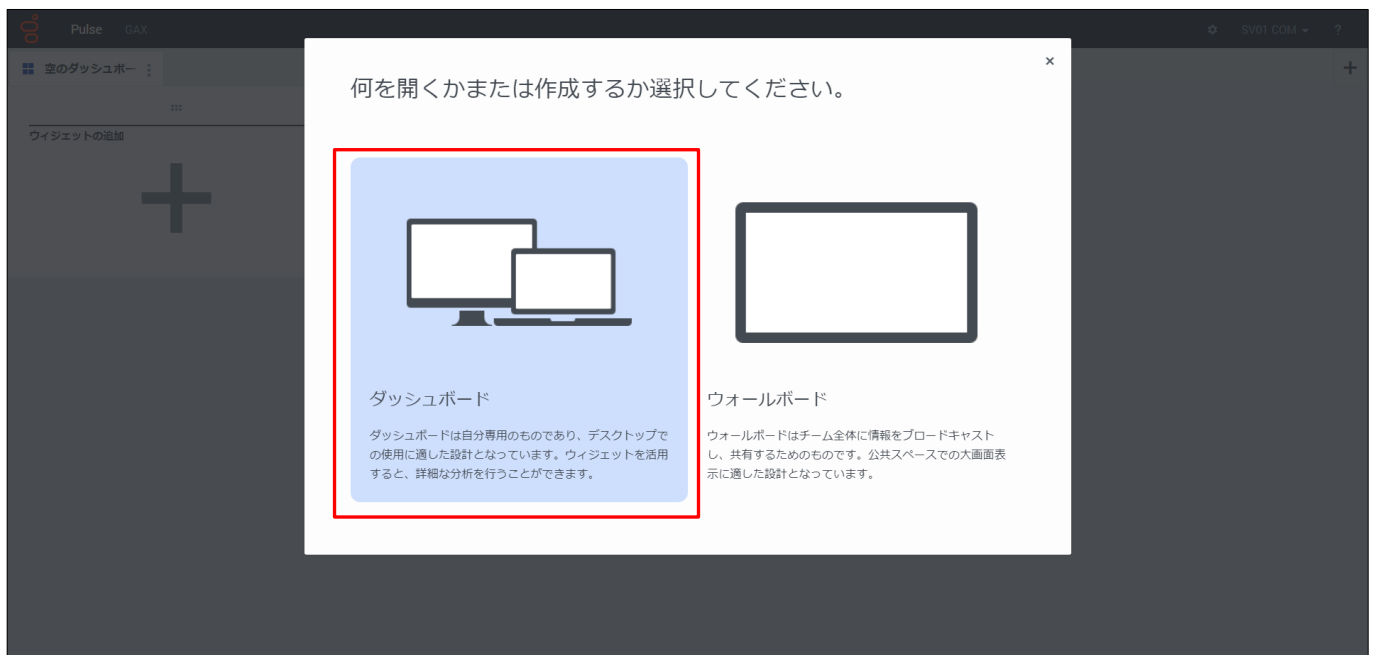 Pulse GAX SV01 COM ?
空のダッシュボー
何を開くかまたは作成するか選択してください。
ウィジェットの追加
ダッシュボード
ダッシュボードは自分専用のものであり、デスクトップで
の使用に適した設計となっています。ウィジェットを活用
すると、詳細な分析を行うことができます。
ウォールボード
ウォールボードはチーム全体に情報をブロードキャスト
し、共有するためのものです。公共スペースでの大画面表
示に適した設計となっています。